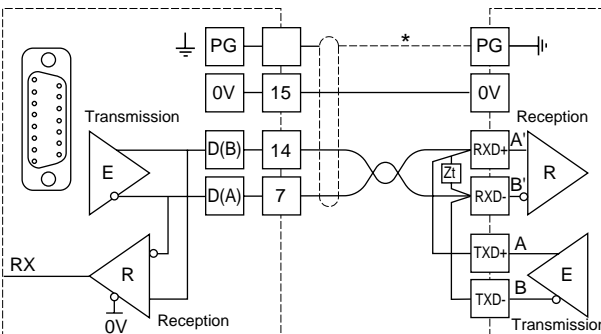 PG * PG
0V 15 0V
Transmission
Reception
D(B) 14 RXD+ A'
E Zt R
D(A) 7 RXD- B'
TXD+ A
RX R E
TXD- B
0V Reception
Transmission